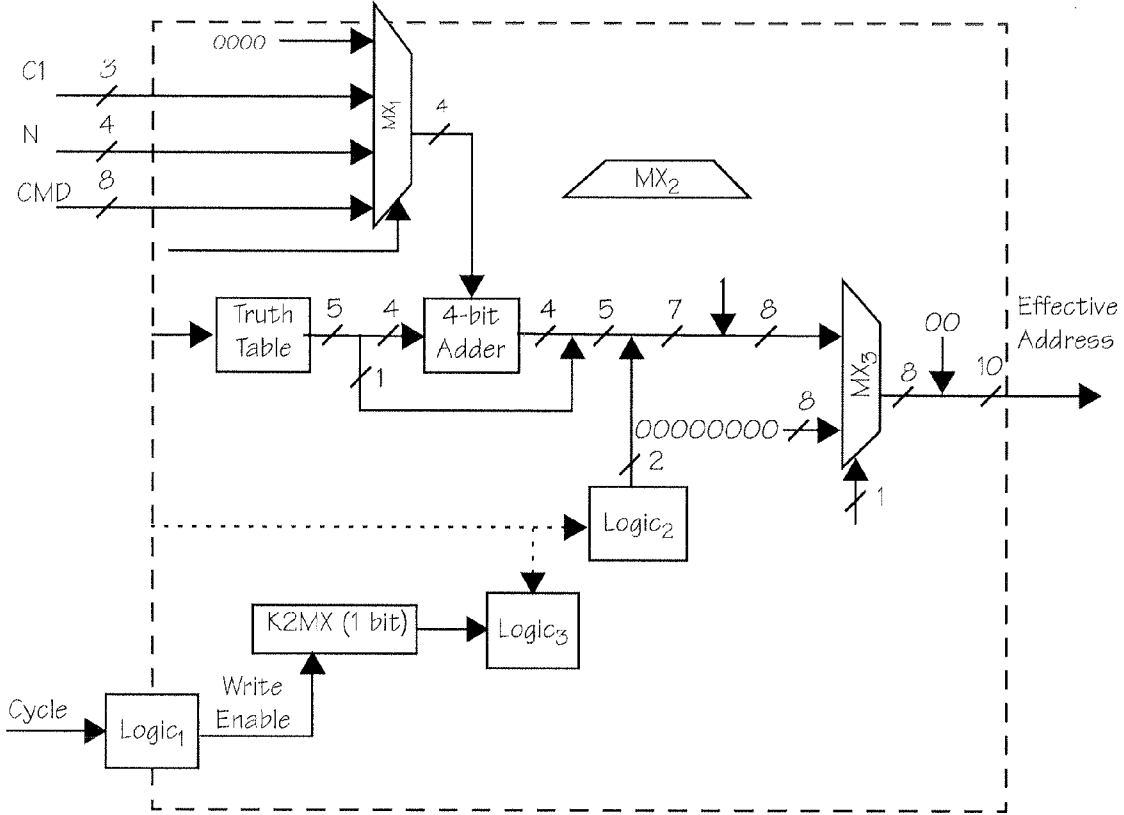 0000
C1
3
N
4
CMD
8
MX1
4
MX2
Truth
Table
5
4
1
4-bit
Adder
4
5
7
8
MX3
8
00
10
Effective
Address
00000000
8
2
1
Logic2
K2MX (1 bit)
Logic3
Write
Enable
Cycle
Logic1